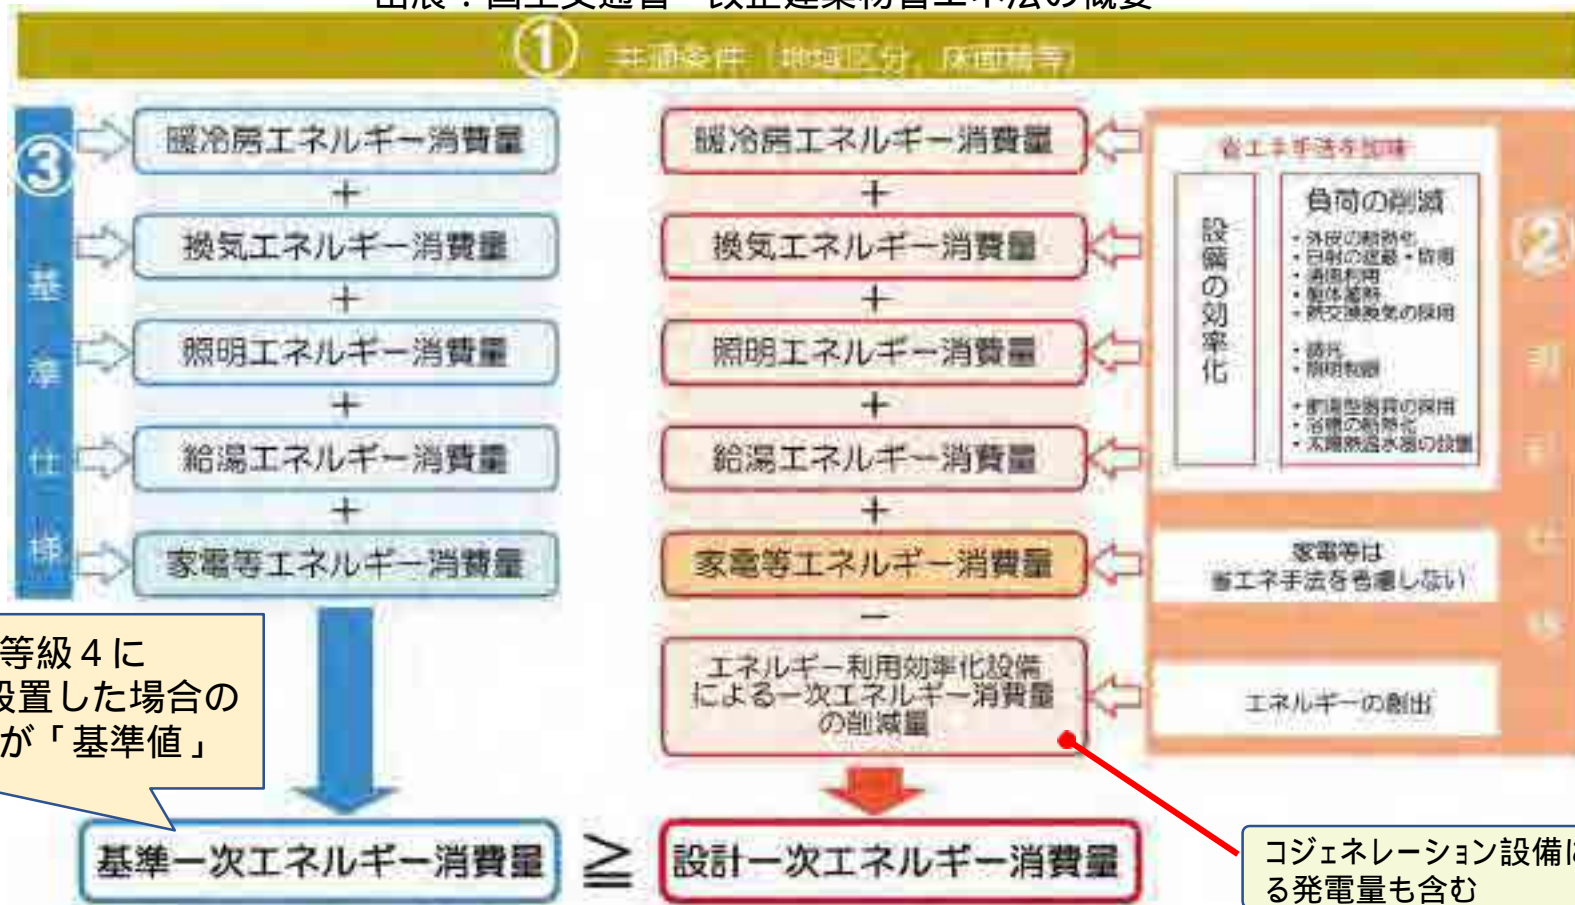 出展：国土交通省 改正建築物省エネ法の概要
① 共通条件（地域区分、床面積等）
③ 基準仕様
暖冷房エネルギー消費量
＋
換気エネルギー消費量
＋
照明エネルギー消費量
＋
給湯エネルギー消費量
＋
家電等エネルギー消費量
等級４に
設置した場合の
が「基準値」
基準一次エネルギー消費量
≧
暖冷房エネルギー消費量
＋
換気エネルギー消費量
＋
照明エネルギー消費量
＋
給湯エネルギー消費量
＋
家電等エネルギー消費量
－
エネルギー利用効率化設備
による一次エネルギー消費量
の削減量
設計一次エネルギー消費量
②
省エネ手法を加味
設備の効率化
負荷の削減
・外皮の断熱化
・日射の遮蔽・取得
・通風利用
・躯体蓄熱
・熱交換換気の採用
・調光
・照明制御
・節湯型器具の採用
・浴槽の断熱化
・太陽熱温水器の設置
家電等は
省エネ手法を考慮しない
エネルギーの創出
コジェネレーション設備に
る発電量も含む